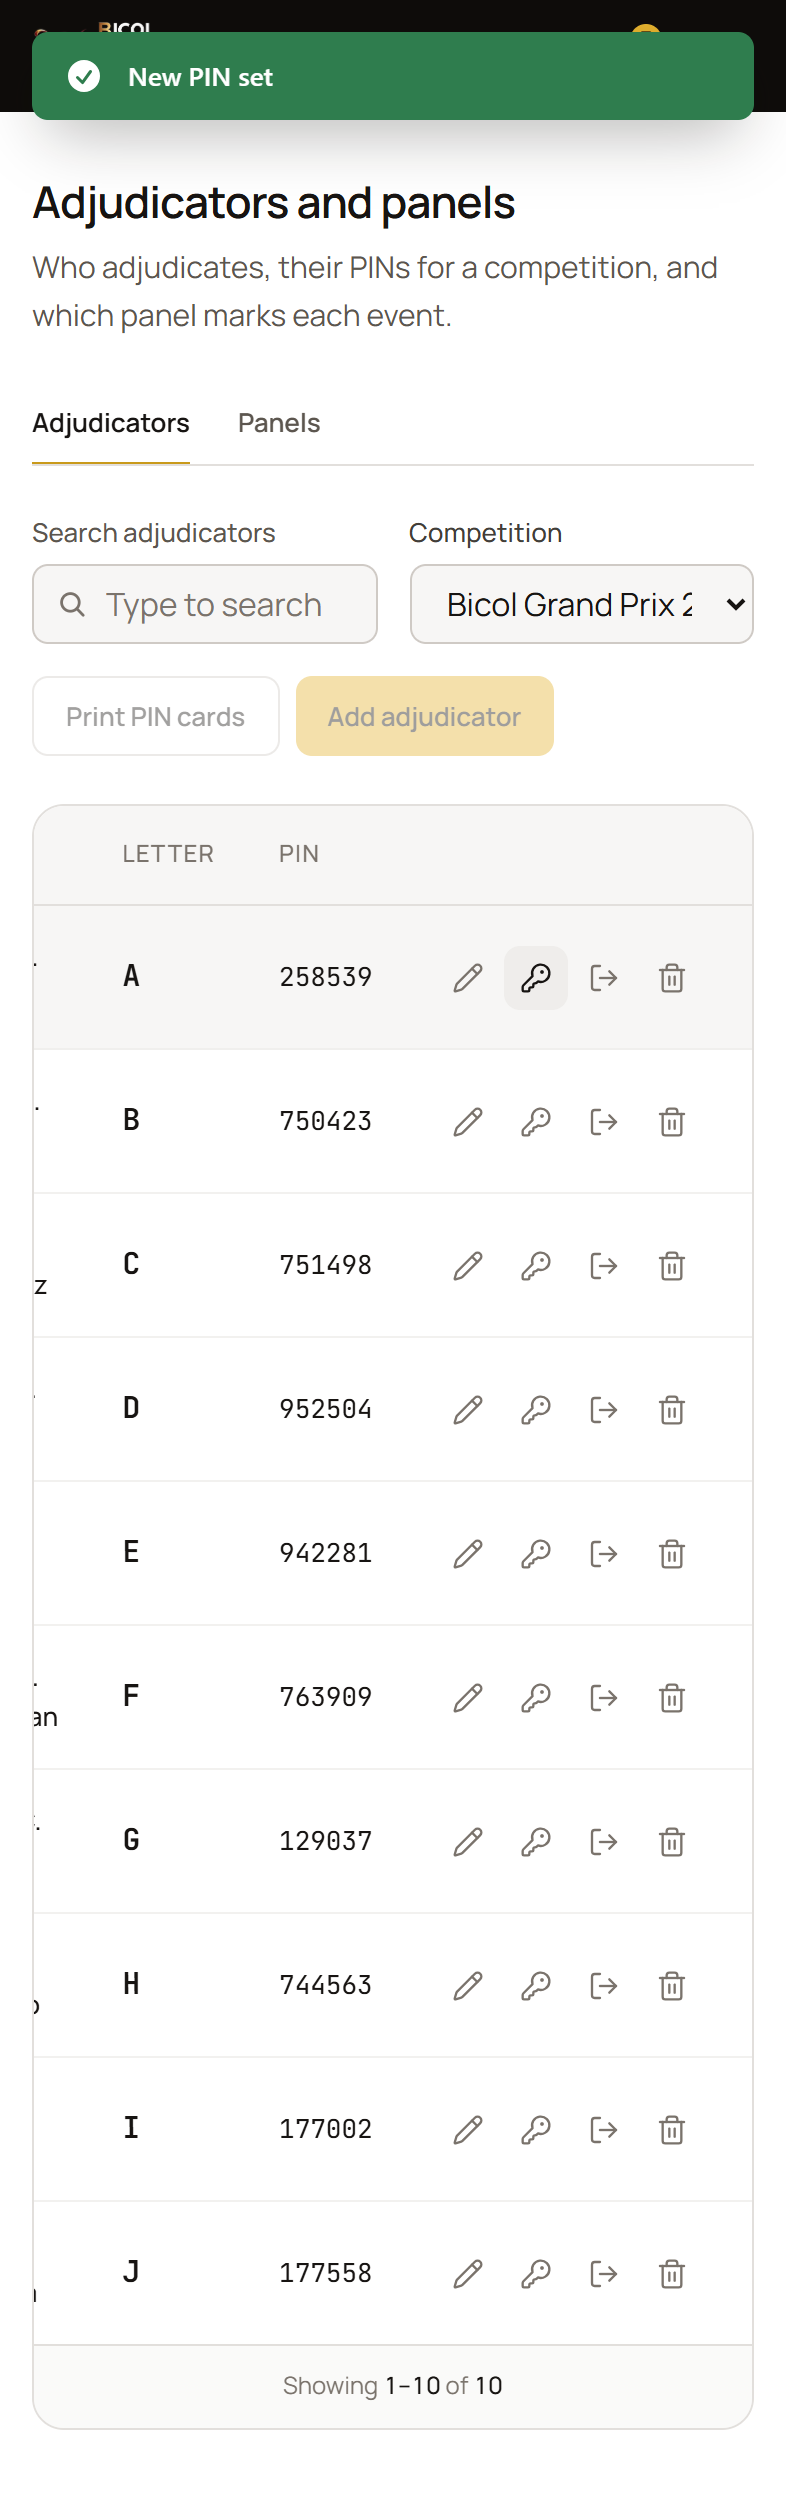 New PIN set
Adjudicators and panels
Who adjudicates, their PINs for a competition, and
which panel marks each event.
Adjudicators Panels
Search adjudicators Competition
Type to search Bicol Grand Prix
Print PIN cards Add adjudicator
LETTER PIN
A 258539
B 750423
C 751498
D 952504
E 942281
F 763909
G 129037
H 744563
I 177002
J 177558
Showing 1–10 of 10